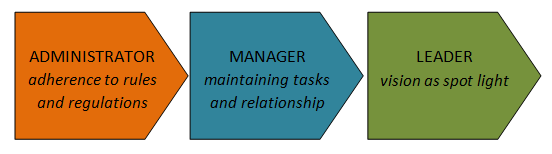 ADMINISTRATOR
adherence to rules
and regulations
MANAGER
maintaining tasks
and relationship
LEADER
vision as spot light